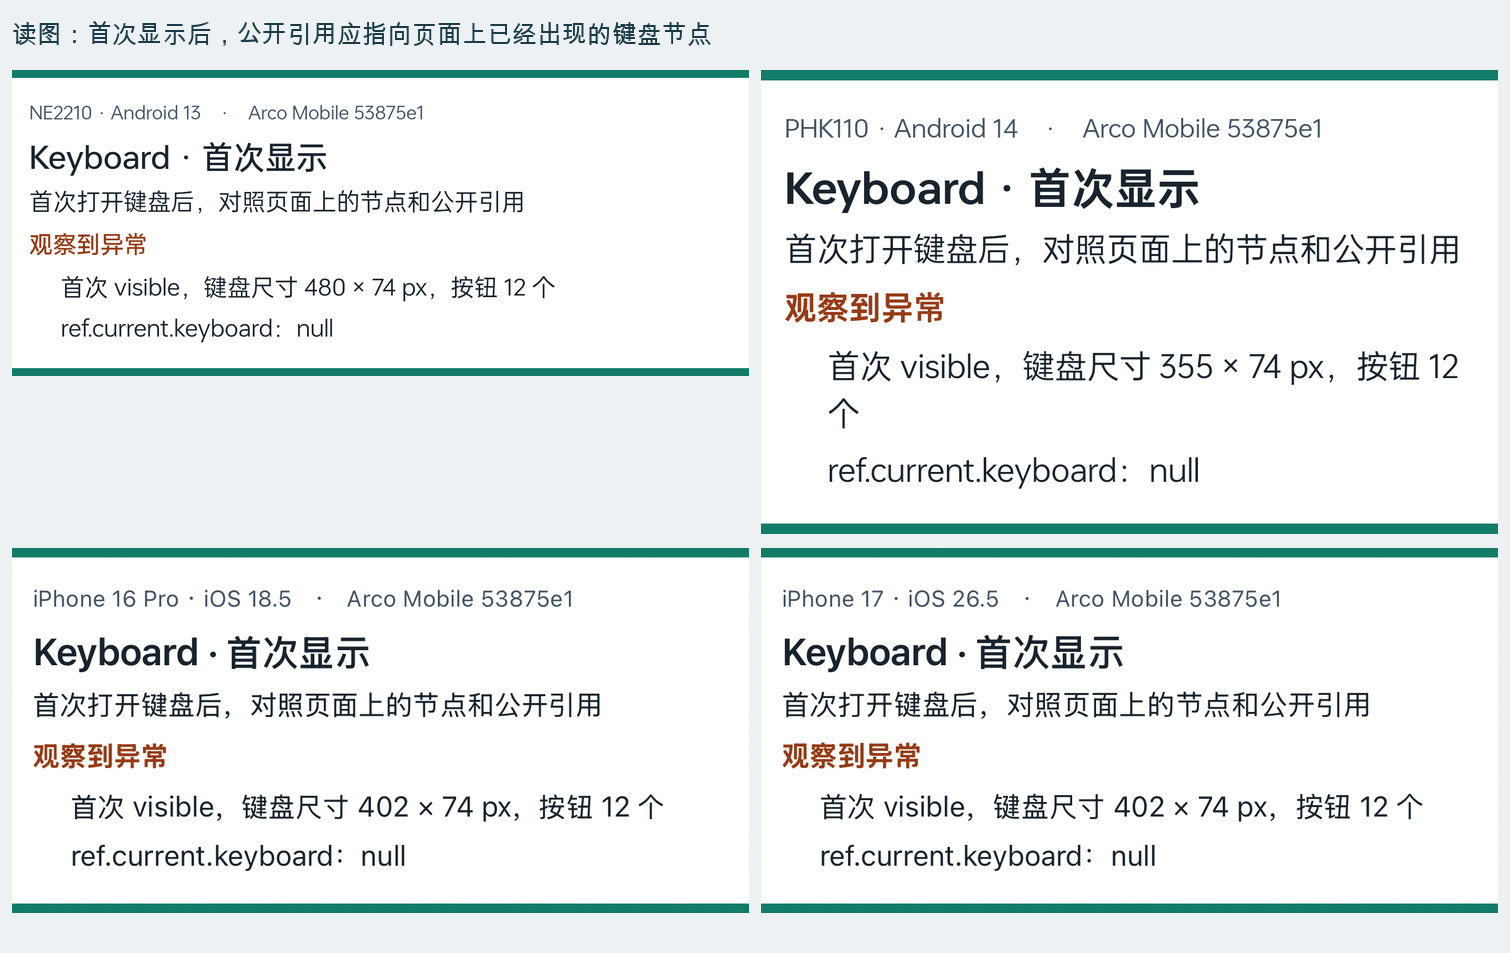 读图：首次显示后，公开引用应指向页面上已经出现的键盘节点
NE2210 · Android 13 · Arco Mobile 53875e1
Keyboard · 首次显示
首次打开键盘后，对照页面上的节点和公开引用
观察到异常
首次 visible，键盘尺寸 480 × 74 px，按钮 12 个
ref.current.keyboard：null
PHK110 · Android 14 · Arco Mobile 53875e1
Keyboard · 首次显示
首次打开键盘后，对照页面上的节点和公开引用
观察到异常
首次 visible，键盘尺寸 355 × 74 px，按钮 12
个
ref.current.keyboard：null
iPhone 16 Pro · iOS 18.5 · Arco Mobile 53875e1
Keyboard · 首次显示
首次打开键盘后，对照页面上的节点和公开引用
观察到异常
首次 visible，键盘尺寸 402 × 74 px，按钮 12 个
ref.current.keyboard：null
iPhone 17 · iOS 26.5 · Arco Mobile 53875e1
Keyboard · 首次显示
首次打开键盘后，对照页面上的节点和公开引用
观察到异常
首次 visible，键盘尺寸 402 × 74 px，按钮 12 个
ref.current.keyboard：null